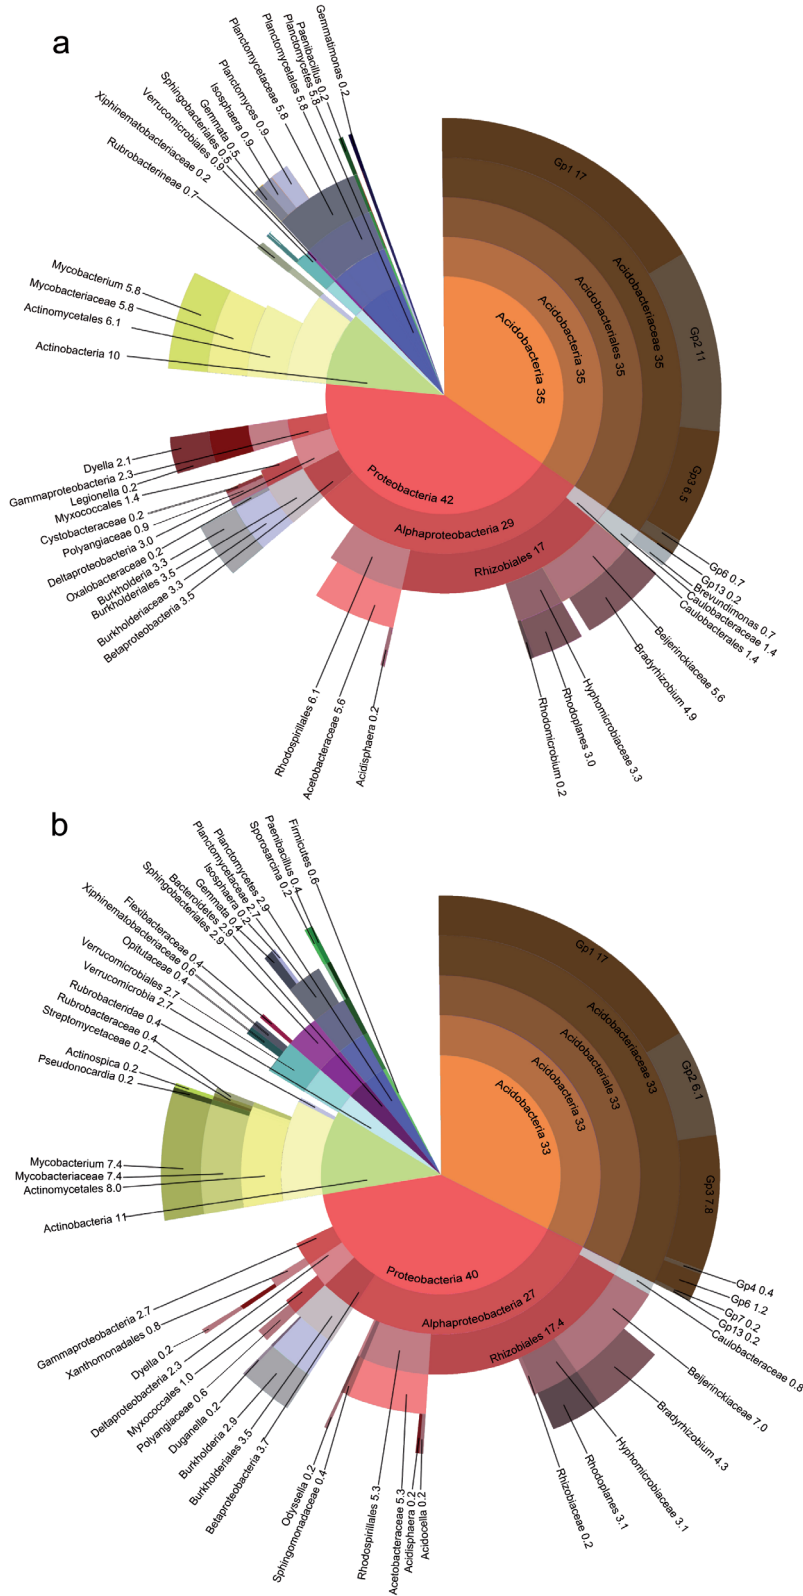 a
Gemmatimonas 0.2
Paenibacillus 0.2
Planctomycetes 5.8
Planctomycetales 5.8
Planctomycetaceae 5.8
Planctomyces 0.9
Isosphaera 0.9
Gemmata 0.5
Sphingobacteriales 0.5
Verrucomicrobiales 0.9
Xiphinematobacteriaceae 0.2
Rubrobacterineae 0.7
Mycobacterium 5.8
Mycobacteriaceae 5.8
Actinomycetales 6.1
Actinobacteria 10
Dyella 2.1
Gammaproteobacteria 2.3
Legionella 0.2
Myxococcales 1.4
Cystobacteraceae 0.2
Polyangiaceae 0.9
Deltaproteobacteria 3.0
Oxalobacteraceae 0.2
Burkholderia 3.3
Burkholderiales 3.5
Burkholderiaceae 3.3
Betaproteobacteria 3.5
Rhodospirillales 6.1
Acetobacteraceae 5.6
Acidisphaera 0.2
Rhodomicrobium 0.2
Rhodoplanes 3.0
Hyphomicrobiaceae 3.3
Bradyrhizobium 4.9
Beijerinckiaceae 5.6
Caulobacterales 1.4
Caulobacteraceae 1.4
Brevundimonas 0.7
Gp13 0.2
Gp6 0.7
Gp3 6.5
Gp2 11
Gp1 17
Acidobacteriaceae 35
Acidobacteriales 35
Acidobacteria 35
Acidobacteria 35
Proteobacteria 42
Alphaproteobacteria 29
Rhizobiales 17
b
Firmicutes 0.6
Paenibacillus 0.4
Sporosarcina 0.2
Planctomycetes 2.9
Planctomycetaceae 2.7
Isosphaera 0.2
Gemmata 0.4
Bacteroidetes 2.9
Sphingobacteriales 2.9
Flexibacteraceae 0.4
Xiphinematobacteriaceae 0.6
Opitutaceae 0.4
Verrucomicrobiales 2.7
Verrucomicrobia 2.7
Rubrobacteridae 0.4
Rubrobacteraceae 0.4
Streptomycetaceae 0.2
Actinospica 0.2
Pseudonocardia 0.2
Mycobacterium 7.4
Mycobacteriaceae 7.4
Actinomycetales 8.0
Actinobacteria 11
Gammaproteobacteria 2.7
Xanthomonadales 0.8
Dyella 0.2
Deltaproteobacteria 2.3
Myxococcales 1.0
Polyangiaceae 0.6
Duganella 0.2
Burkholderia 2.9
Burkholderiales 3.5
Betaproteobacteria 3.7
Odyssella 0.2
Sphingomonadaceae 0.4
Rhodospirillales 5.3
Acetobacteraceae 5.3
Acidisphaera 0.2
Acidocella 0.2
Rhizobiaceae 0.2
Rhodoplanes 3.1
Hyphomicrobiaceae 3.1
Bradyrhizobium 4.3
Beijerinckiaceae 7.0
Caulobacteraceae 0.8
Gp13 0.2
Gp7 0.2
Gp6 1.2
Gp4 0.4
Gp3 7.8
Gp2 6.1
Gp1 17
Acidobacteriaceae 33
Acidobacteriale 33
Acidobacteria 33
Acidobacteria 33
Proteobacteria 40
Alphaproteobacteria 27
Rhizobiales 17.4